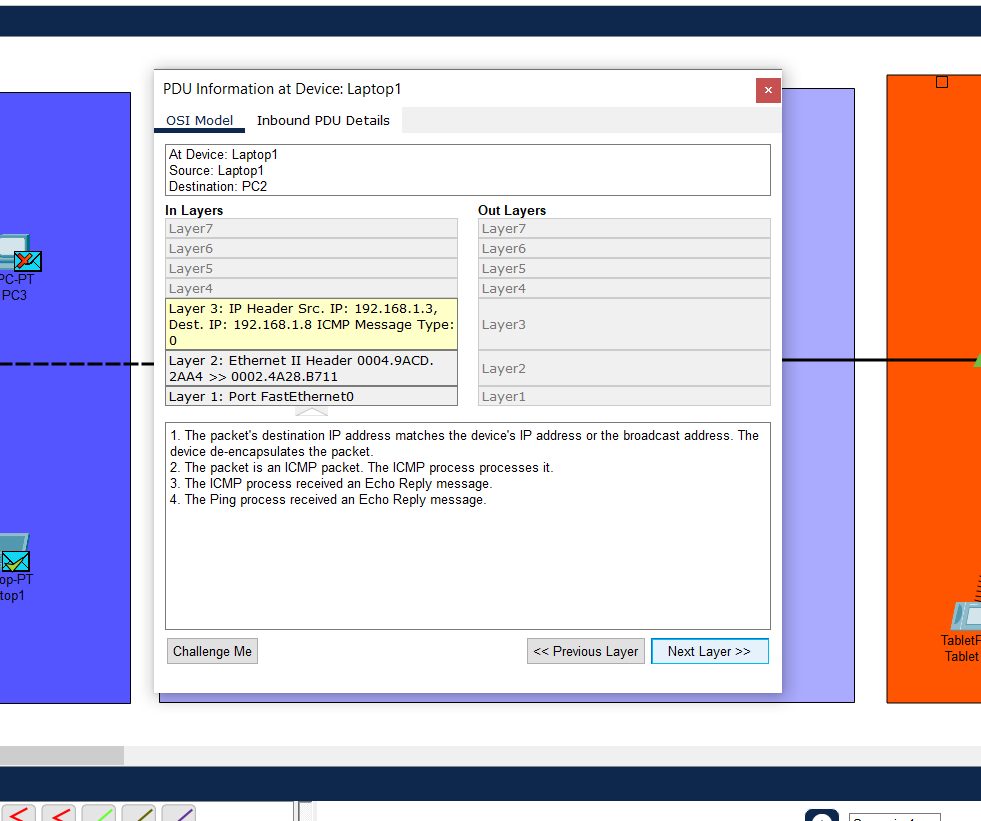 PDU Information at Device: Laptop1
OSI Model
Inbound PDU Details
At Device: Laptop1
Source: Laptop1
Destination: PC2
In Layers
Layer7
Layer6
Layer5
Layer4
Layer 3: IP Header Src. IP: 192.168.1.3,
Dest. IP: 192.168.1.8 ICMP Message Type:
0
Layer 2: Ethernet II Header 0004.9ACD.
2AA4 >> 0002.4A28.B711
Layer 1: Port FastEthernet0
Out Layers
Layer7
Layer6
Layer5
Layer4
Layer3
Layer2
Layer1
1. The packet's destination IP address matches the device's IP address or the broadcast address. The
device de-encapsulates the packet.
2. The packet is an ICMP packet. The ICMP process processes it.
3. The ICMP process received an Echo Reply message.
4. The Ping process received an Echo Reply message.
Challenge Me
<< Previous Layer
Next Layer >>
PC-PT
PC3
op-PT
top1
TabletP
Tablet